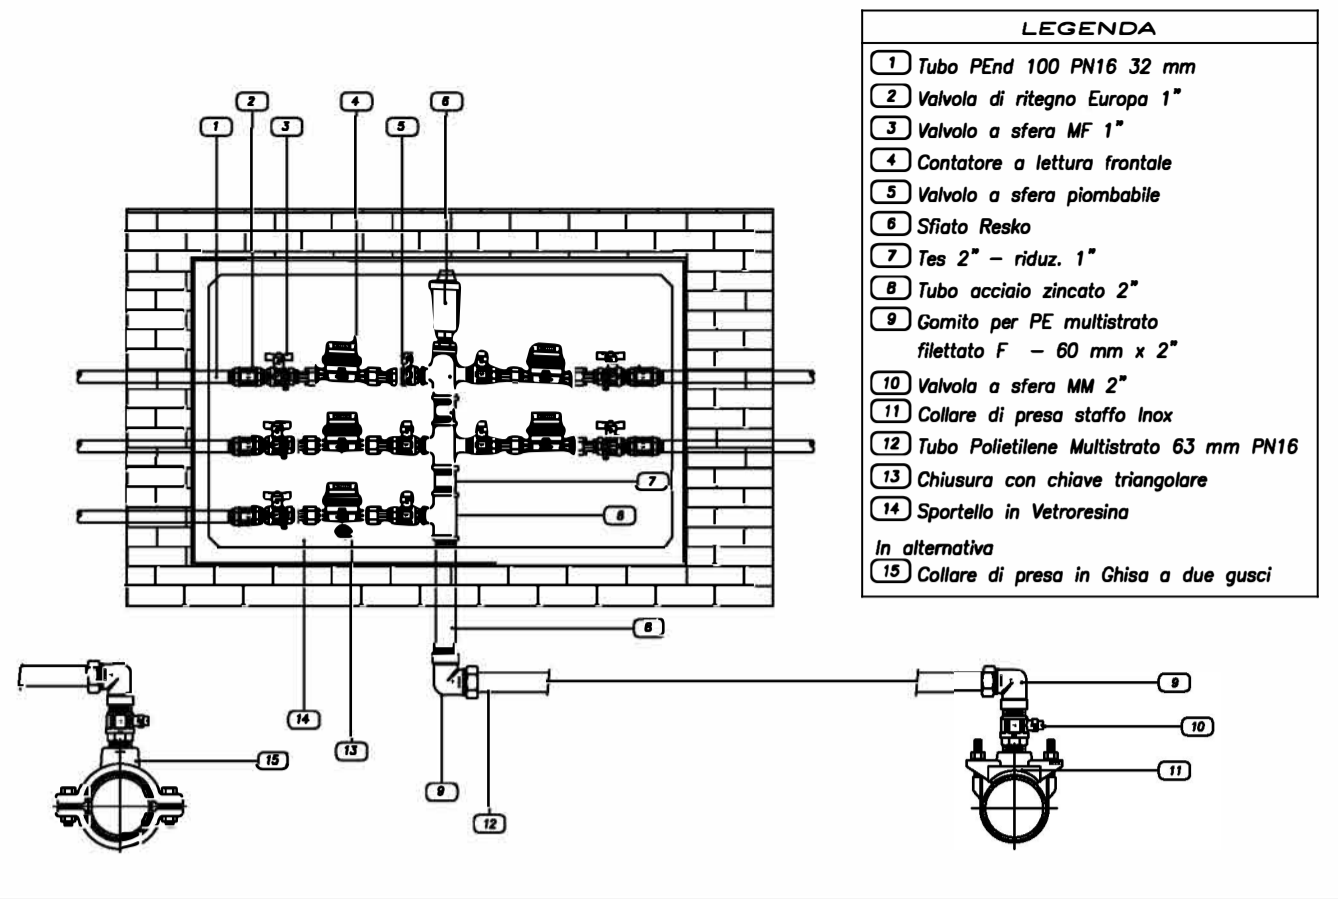 LEGENDA
1 Tubo PEnd 100 PN16 32 mm
2 Valvola di ritegno Europa 1"
3 Valvolo a sfera MF 1"
4 Contatore a lettura frontale
5 Valvolo a sfera piombabile
6 Sfiato Resko
7 Tes 2" – riduz. 1"
8 Tubo acciaio zincato 2"
9 Gomito per PE multistrato
filettato F – 60 mm x 2"
10 Valvola a sfera MM 2"
11 Collare di presa staffo Inox
12 Tubo Polietilene Multistrato 63 mm PN16
13 Chiusura con chiave triangolare
14 Sportello in Vetroresina
In alternativa
15 Collare di presa in Ghisa a due gusci
2 4 6
1 3 5
7
8
8
9
14
10
13
15
11
9
12